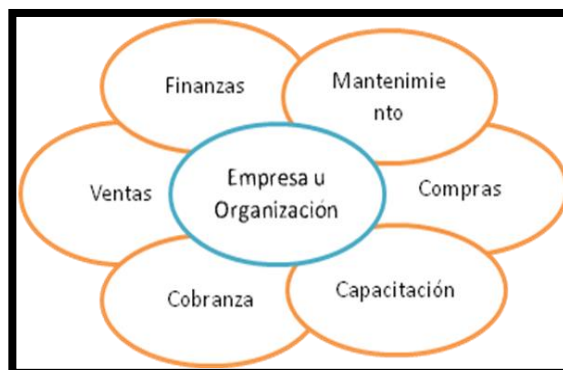 Finanzas
Mantenimie
nto
Ventas
Empresa u
Organización
Compras
Cobranza
Capacitación